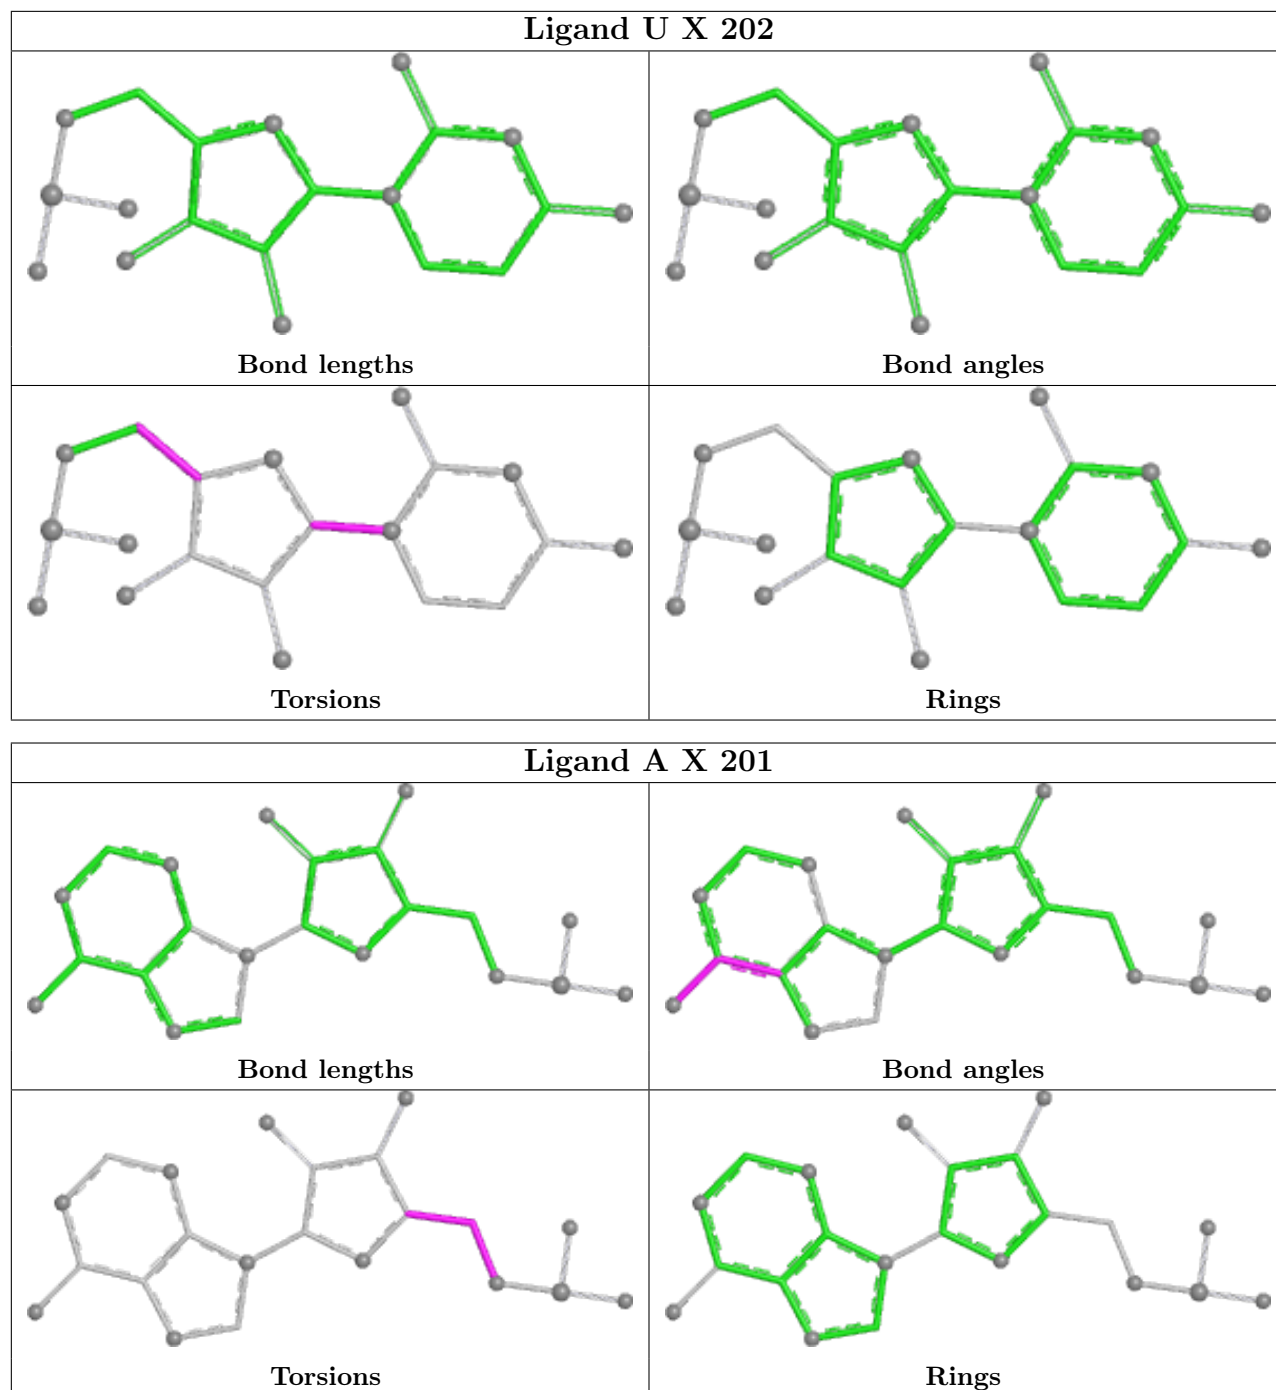 Ligand U X 202
Bond lengths
Bond angles
Torsions
Rings
Ligand A X 201
Bond lengths
Bond angles
Torsions
Rings